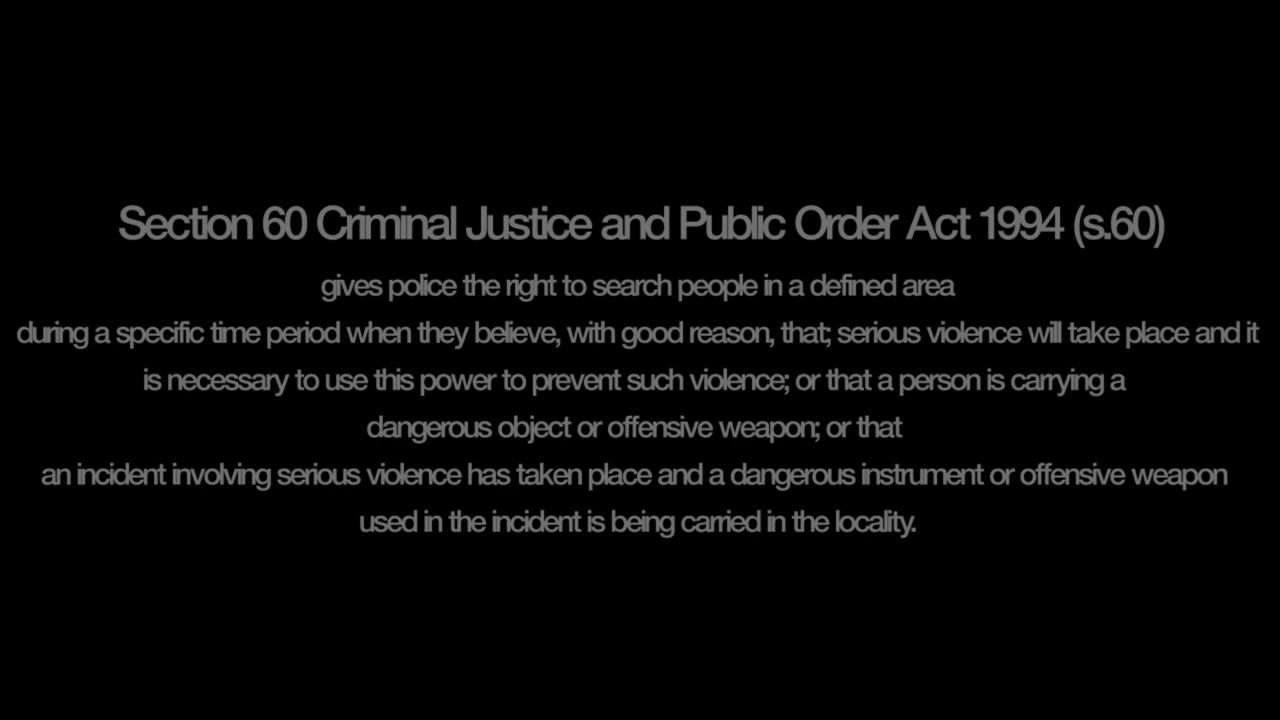 Section 60 Criminal Justice and Public Order Act 1994 (s.60)
gives police the right to search people in a defined area
during a specific time period when they believe, with good reason, that; serious violence will take place and it
is necessary to use this power to prevent such violence; or that a person is carrying a
dangerous object or offensive weapon; or that
an incident involving serious violence has taken place and a dangerous instrument or offensive weapon
used in the incident is being carried in the locality.